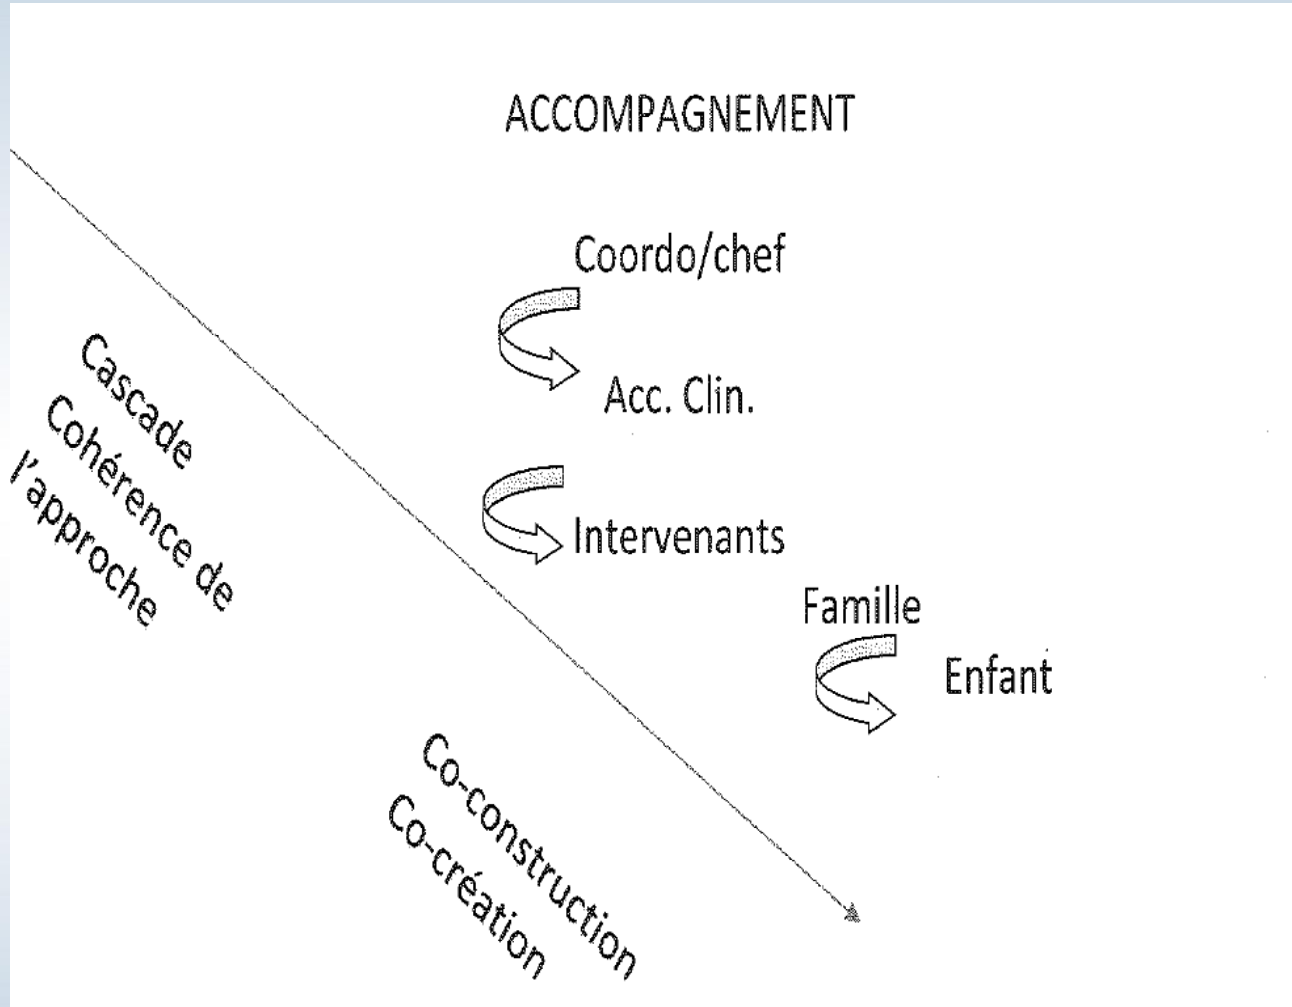 ACCOMPAGNEMENT
Coordo/chef
Acc. Clin.
Intervenants
Famille
Enfant
Cascade
Cohérence de
l'approche
Co-construction
Co-création